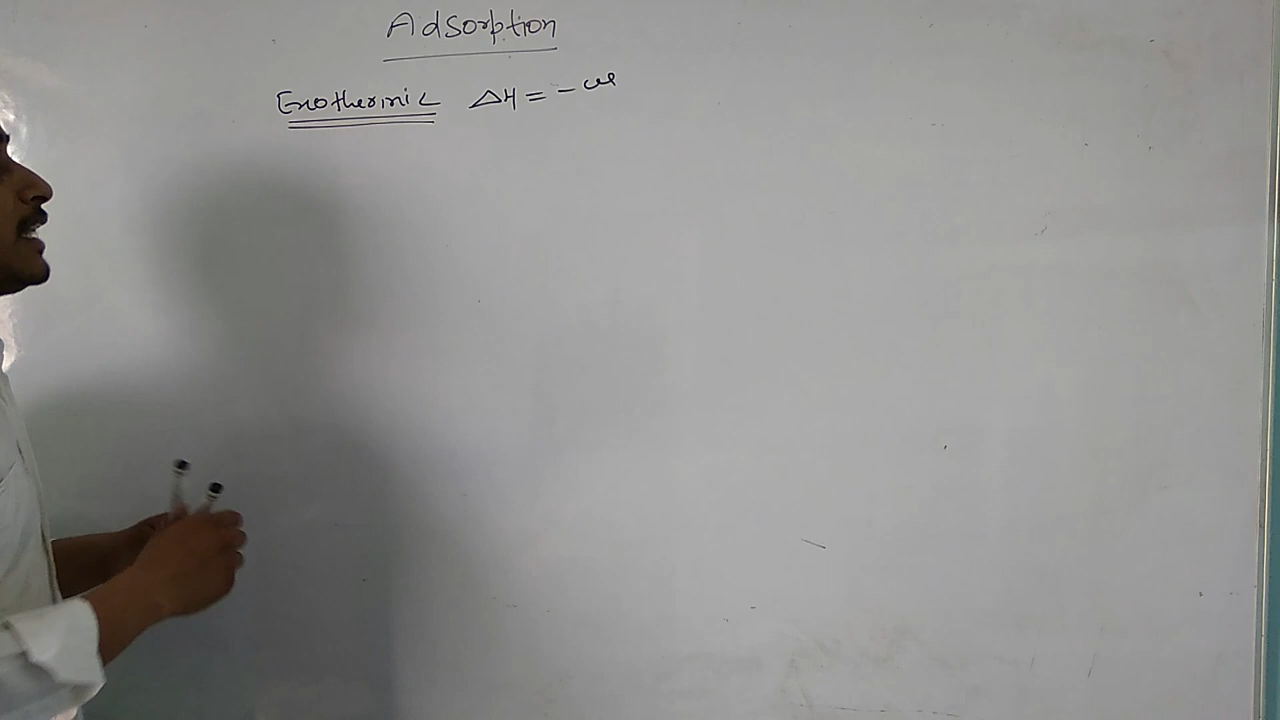 Adsorption
Exothermic ΔH = -ve